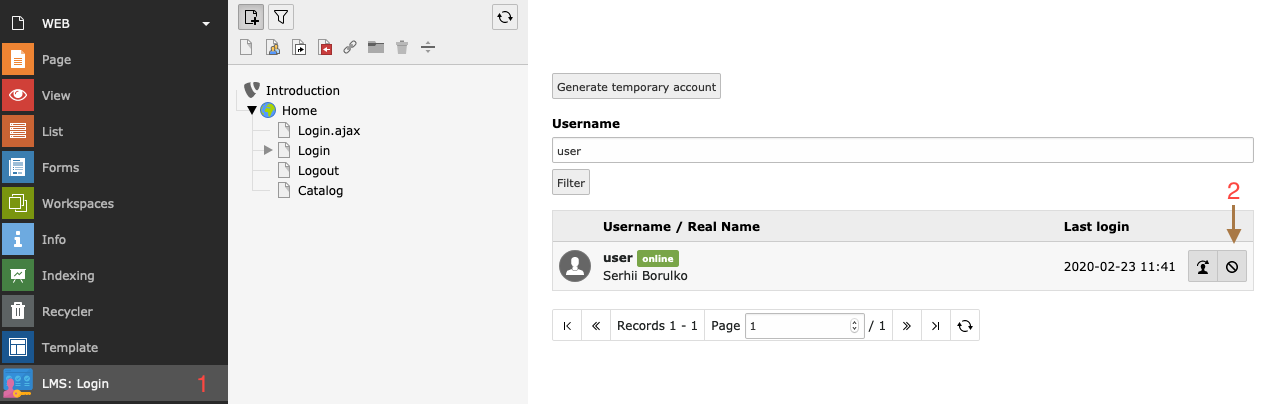 WEB
Page
View
List
Forms
Workspaces
Info
Indexing
Recycler
Template
LMS: Login 1
Introduction
Home
Login.ajax
Login
Logout
Catalog
Generate temporary account
Username
user
Filter
2
Username / Real Name Last login
user online
Serhii Borulko
2020-02-23 11:41
Records 1 - 1 Page 1 / 1